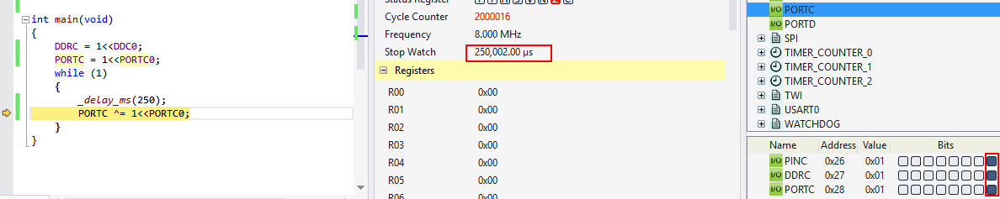 int main(void)
{
DDRC = 1<<DDC0;
PORTC = 1<<PORTC0;
while (1)
{
_delay_ms(250);
PORTC ^= 1<<PORTC0;
}
}
Status Register T H S V N Z C
Cycle Counter 2000016
Frequency 8.000 MHz
Stop Watch 250,002.00 µs
Registers
R00 0x00
R01 0x00
R02 0x00
R03 0x00
R04 0x00
R05 0x00
R06 0x00
I/O PORTC
I/O PORTD
SPI
TIMER_COUNTER_0
TIMER_COUNTER_1
TIMER_COUNTER_2
TWI
USART0
WATCHDOG
Name Address Value Bits
I/O PINC 0x26 0x01
I/O DDRC 0x27 0x01
I/O PORTC 0x28 0x01